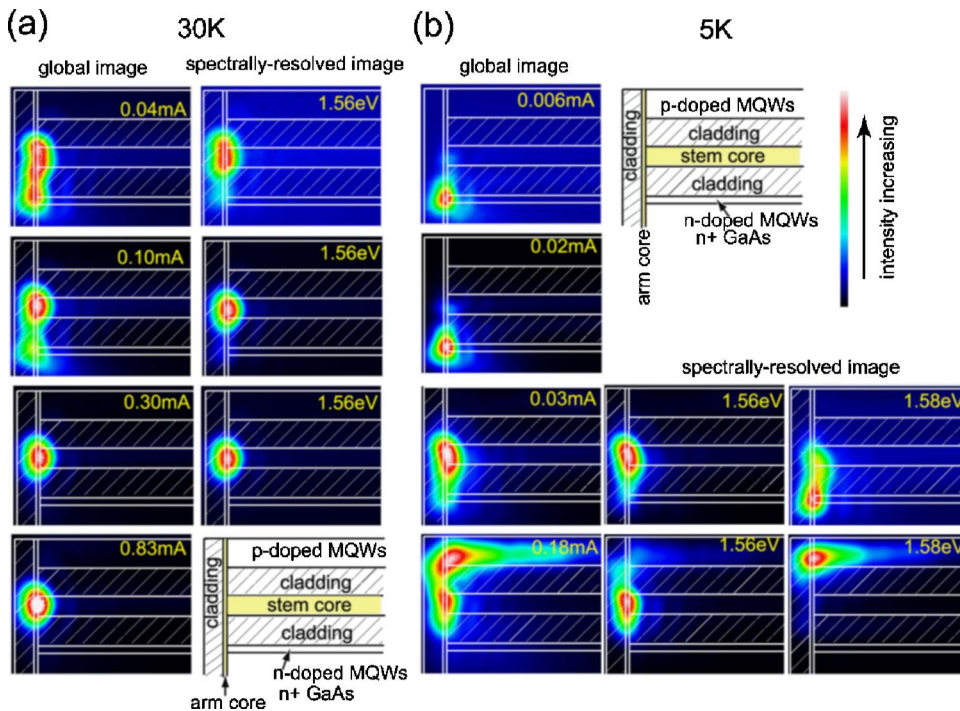 (a)
30K
global image
spectrally-resolved image
0.04mA
1.56eV
0.10mA
1.56eV
0.30mA
1.56eV
0.83mA
p-doped MQWs
cladding
cladding
stem core
cladding
n-doped MQWs
n+ GaAs
arm core
(b)
5K
global image
0.006mA
p-doped MQWs
cladding
cladding
stem core
cladding
n-doped MQWs
n+ GaAs
arm core
intensity increasing
0.02mA
spectrally-resolved image
0.03mA
1.56eV
1.58eV
0.18mA
1.56eV
1.58eV